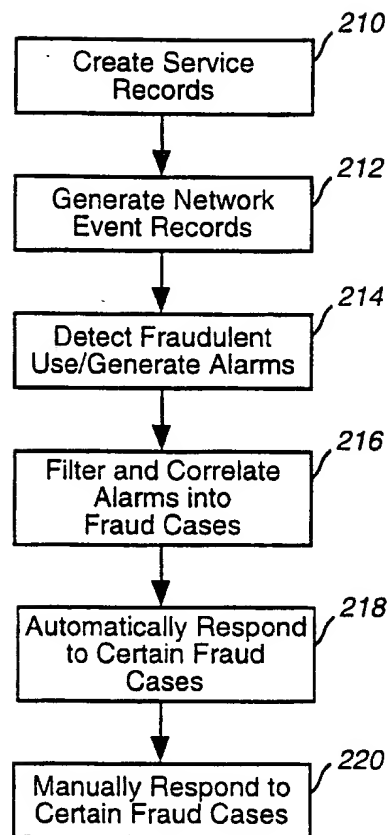 210
Create Service
Records
212
Generate Network
Event Records
214
Detect Fraudulent
Use/Generate Alarms
216
Filter and Correlate
Alarms into
Fraud Cases
218
Automatically Respond
to Certain Fraud
Cases
220
Manually Respond to
Certain Fraud Cases